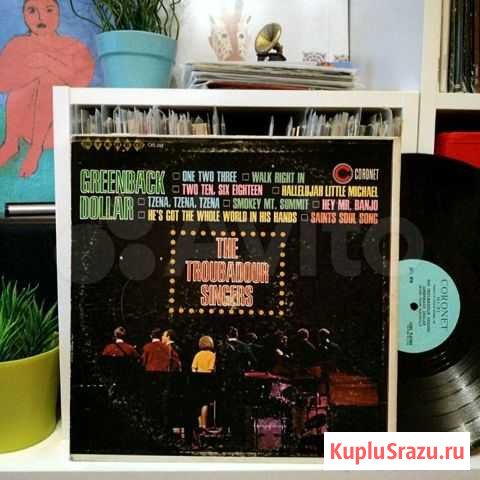 STEREO
GREENBACK DOLLAR
□ ONE TWO THREE □ WALK RIGHT IN
□ TWO TEN, SIX EIGHTEEN □ HALLELUJAH LITTLE MICHAEL
□ TZENA, TZENA, TZENA □ SMOKEY MT. SUMMIT □ HEY MR. BANJO
□ HE'S GOT THE WHOLE WORLD IN HIS HANDS □ SAINTS SOUL SONG
CORONET
THE
TROUBADOUR
SINGERS
Avito
CORONET
KupluSrazu.ru